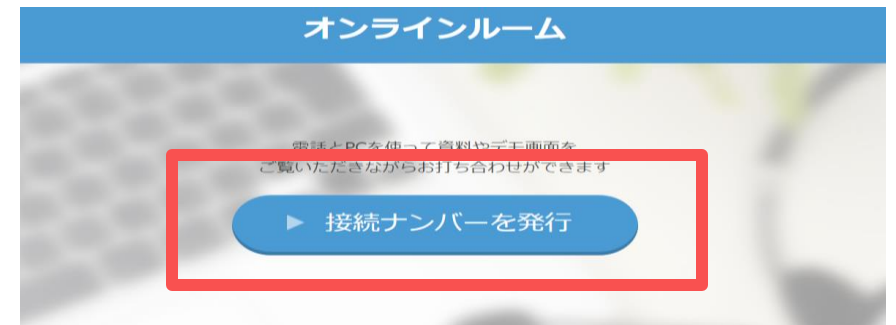 オンラインルーム
電話とPCを使って資料やデモ画面を
ご覧いただきながらお打ち合わせができます
接続ナンバーを発行